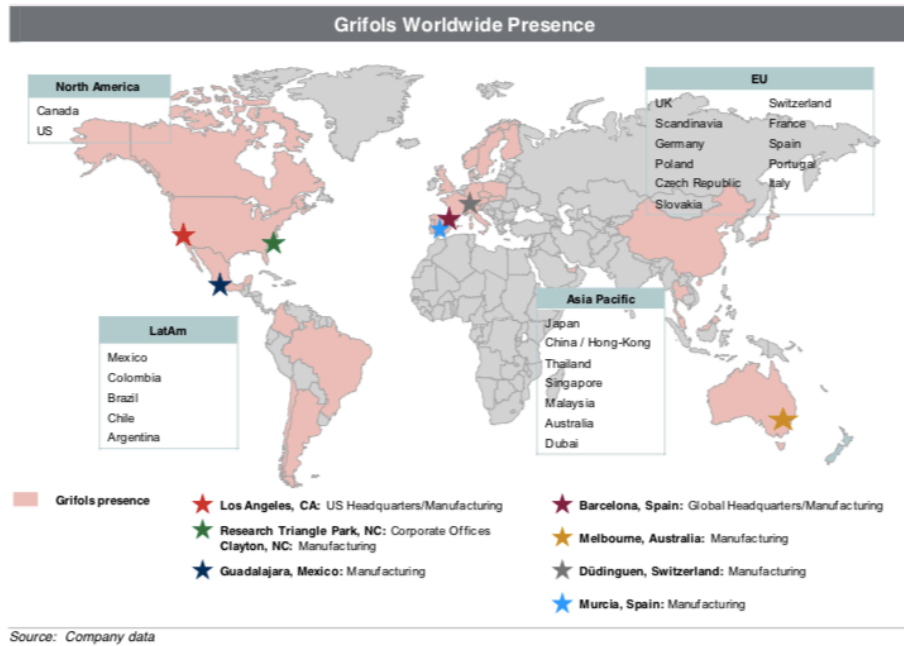 Grifols Worldwide Presence
North America
Canada
US
EU
UK
Scandinavia
Germany
Poland
Czech Republic
Slovakia
Switzerland
France
Spain
Portugal
Italy
LatAm
Mexico
Colombia
Brazil
Chile
Argentina
Asia Pacific
Japan
China / Hong-Kong
Thailand
Singapore
Malaysia
Australia
Dubai
Grifols presence
Los Angeles, CA: US Headquarters/Manufacturing
Research Triangle Park, NC: Corporate Offices
Clayton, NC: Manufacturing
Guadalajara, Mexico: Manufacturing
Barcelona, Spain: Global Headquarters/Manufacturing
Melbourne, Australia: Manufacturing
Düdinguen, Switzerland: Manufacturing
Murcia, Spain: Manufacturing
Source: Company data